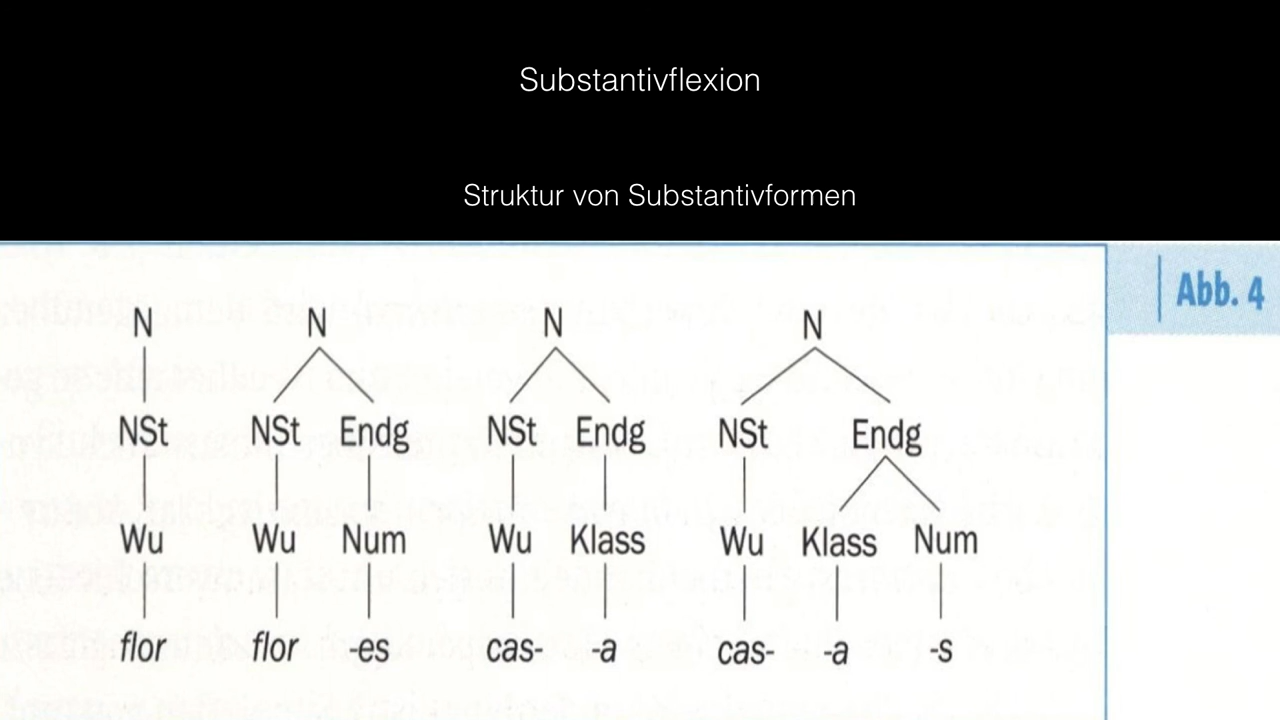 Substantivflexion
Struktur von Substantivformen
Abb. 4
N N N N
NSt NSt Endg NSt Endg NSt Endg
Wu Wu Num Wu Klass Wu Klass Num
flor flor -es cas- -a cas- -a -s